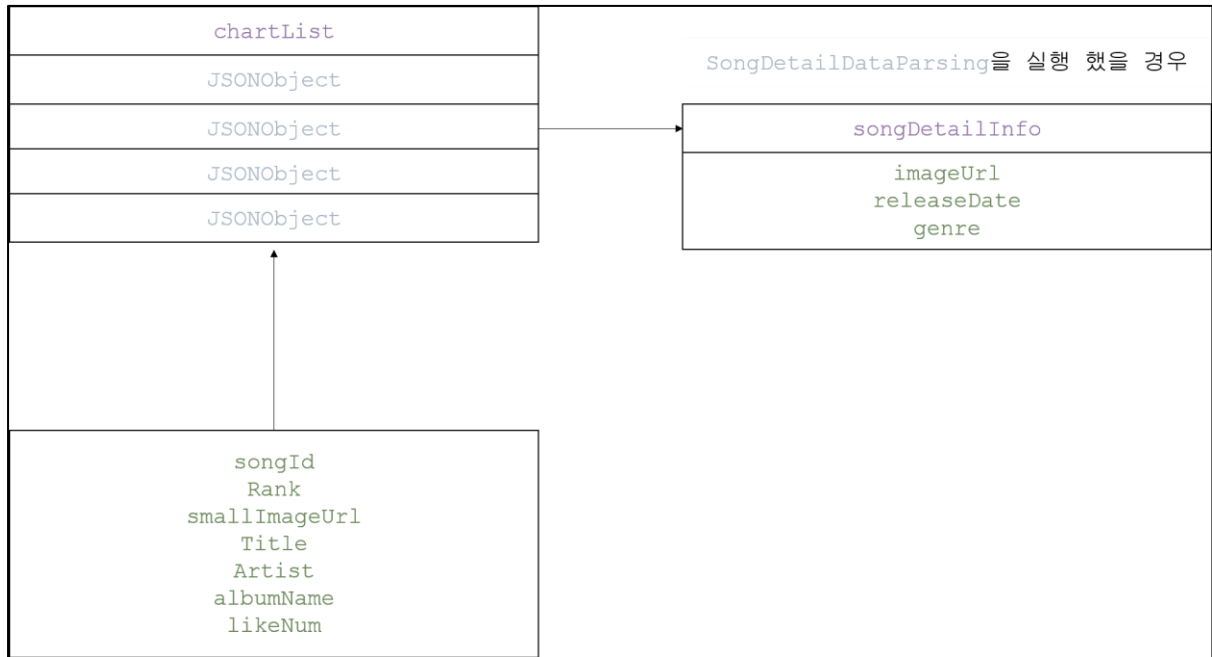 chartList
JSONObject
JSONObject
JSONObject
JSONObject
SongDetailDataParsing을 실행 했을 경우
songDetailInfo
imageUrl
releaseDate
genre
songId
Rank
smallImageUrl
Title
Artist
albumName
likeNum